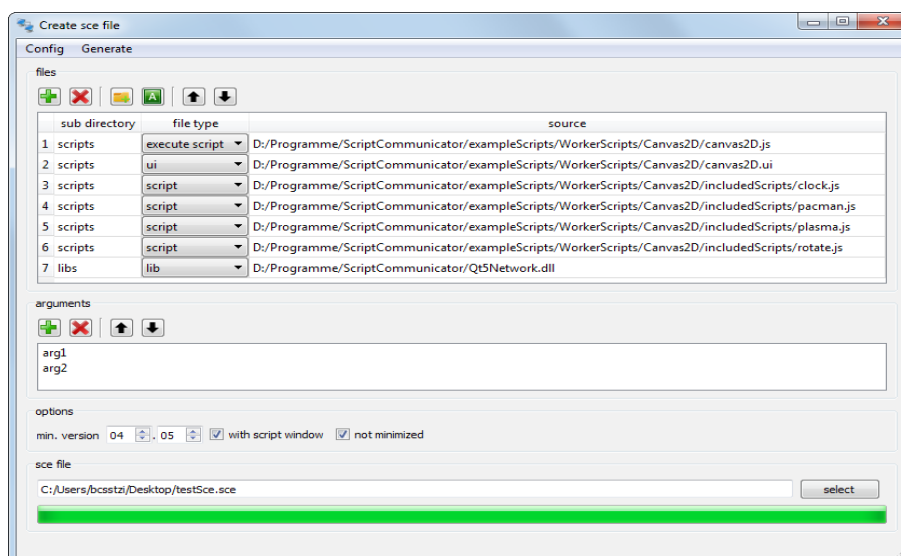 Create sce file
Config Generate
files
A
sub directory file type source
1 scripts execute script D:/Programme/ScriptCommunicator/exampleScripts/WorkerScripts/Canvas2D/canvas2D.js
2 scripts ui D:/Programme/ScriptCommunicator/exampleScripts/WorkerScripts/Canvas2D/canvas2D.ui
3 scripts script D:/Programme/ScriptCommunicator/exampleScripts/WorkerScripts/Canvas2D/includedScripts/clock.js
4 scripts script D:/Programme/ScriptCommunicator/exampleScripts/WorkerScripts/Canvas2D/includedScripts/pacman.js
5 scripts script D:/Programme/ScriptCommunicator/exampleScripts/WorkerScripts/Canvas2D/includedScripts/plasma.js
6 scripts script D:/Programme/ScriptCommunicator/exampleScripts/WorkerScripts/Canvas2D/includedScripts/rotate.js
7 libs lib D:/Programme/ScriptCommunicator/Qt5Network.dll
arguments
arg1
arg2
options
min. version 04 . 05 with script window not minimized
sce file
C:/Users/bcsstzi/Desktop/testSce.sce select